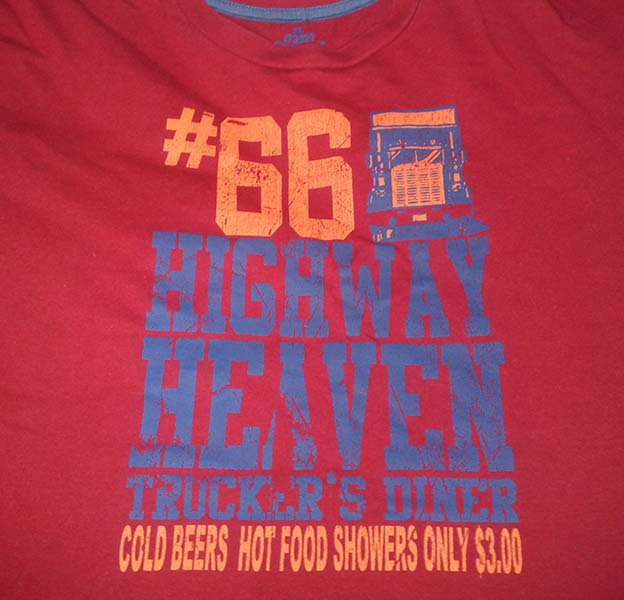 #66
HIGHWAY
HEAVEN
TRUCKER'S DINER
COLD BEERS HOT FOOD SHOWERS ONLY $3.00